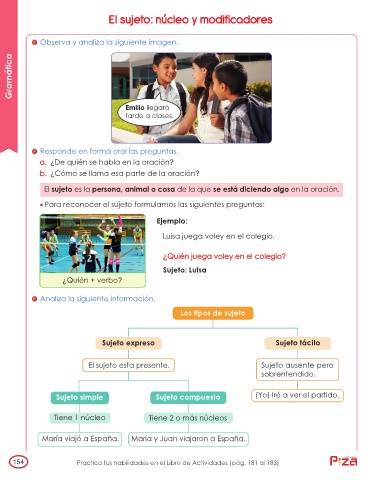 El sujeto: núcleo y modificadores
Observa y analiza la siguiente imagen.
Gramática
Emilio llegará
tarde a clases.
Responde en forma oral las preguntas.
a. ¿De quién se habla en la oración?
b. ¿Cómo se llama esa parte de la oración?
El sujeto es la persona, animal o cosa de la que se está diciendo algo en la oración.
• Para reconocer el sujeto formulamos las siguientes preguntas:
Ejemplo:
Luisa juega voley en el colegio.
¿Quién juega voley en el colegio?
Sujeto: Luisa
¿Quién + verbo?
Analiza la siguiente información.
Los tipos de sujeto
Sujeto expreso
Sujeto tácito
El sujeto esta presente.
Sujeto ausente pero
sobrentendido.
Sujeto simple
Sujeto compuesto
(Yo) Iré a ver el partido.
Tiene 1 núcleo
Tiene 2 o más núcleos
María viajó a España.
María y Juan viajaron a España.
154
Practica tus habilidades en el Libro de Actividades (pág. 181 al 183)